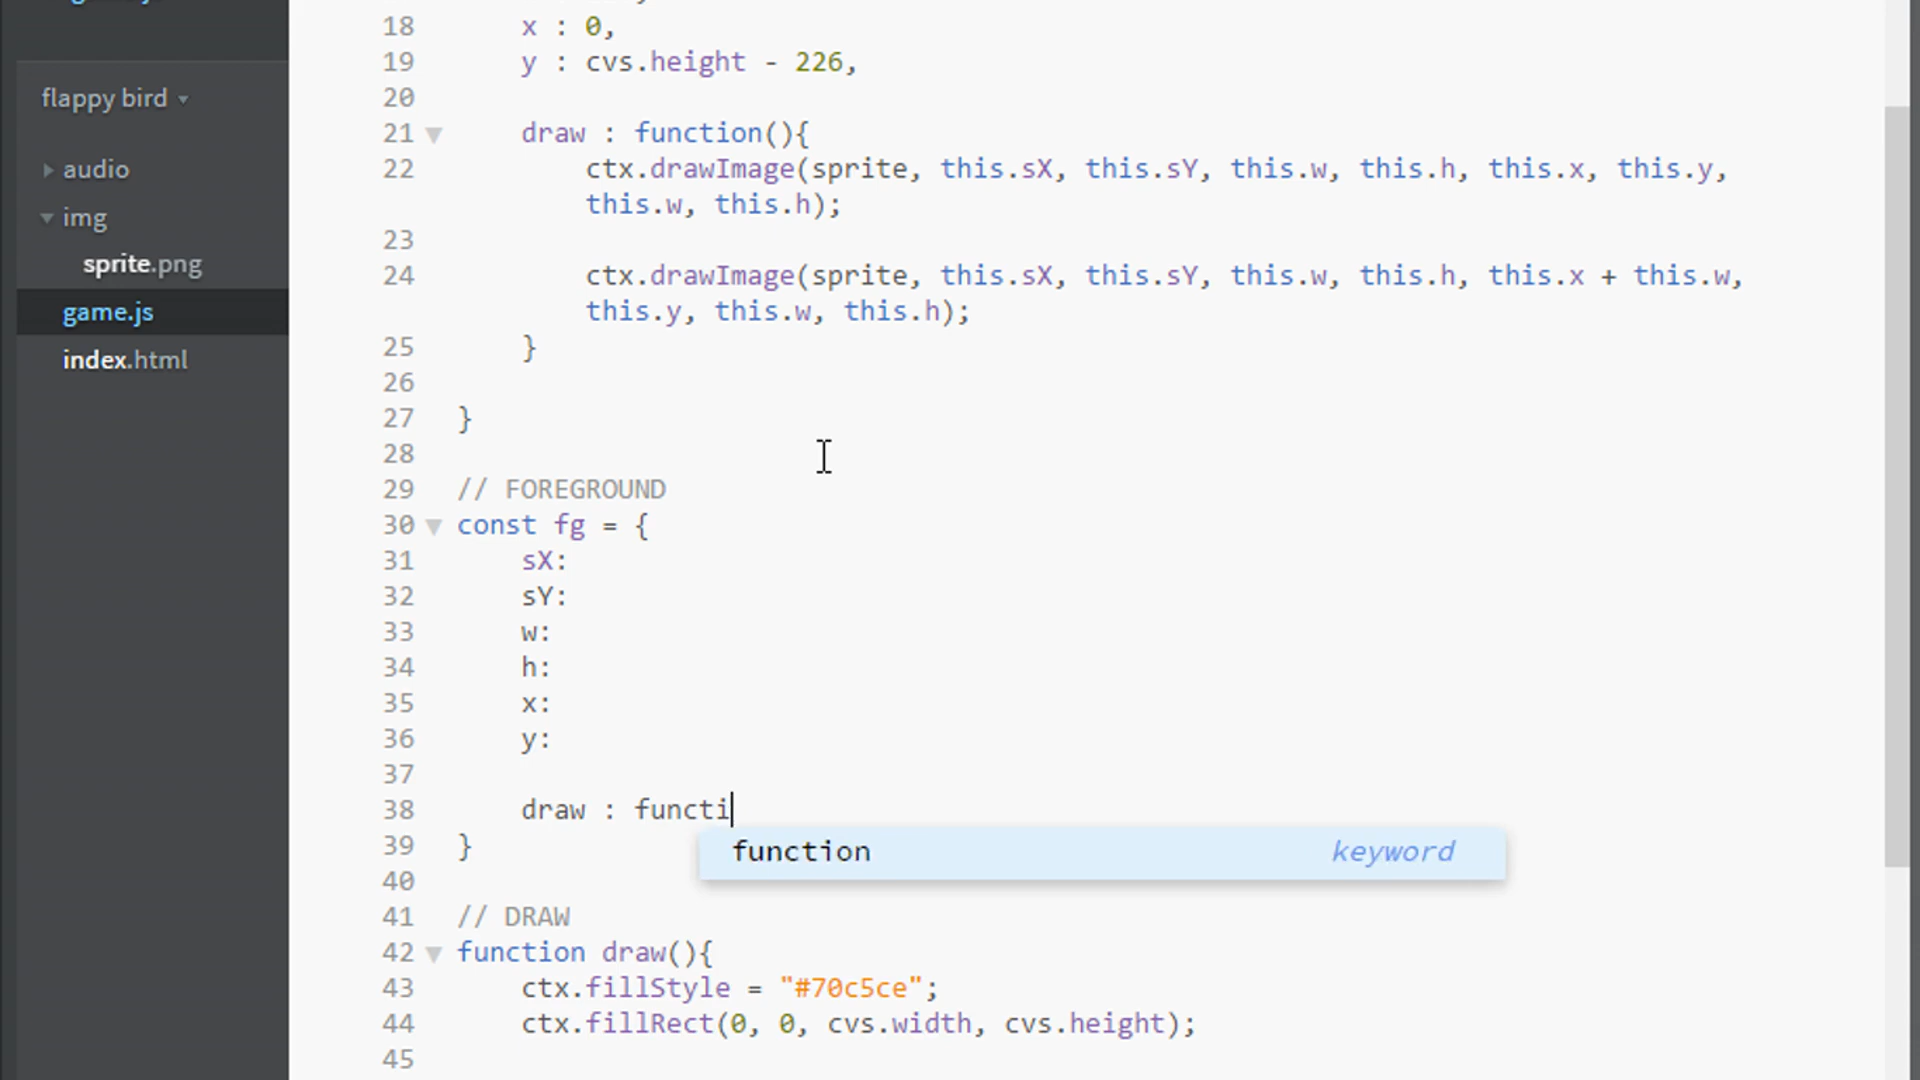 flappy bird
audio
img
sprite.png
game.js
index.html
18 x : 0,
19 y : cvs.height - 226,
20
21 draw : function(){
22 ctx.drawImage(sprite, this.sX, this.sY, this.w, this.h, this.x, this.y,
this.w, this.h);
23
24 ctx.drawImage(sprite, this.sX, this.sY, this.w, this.h, this.x + this.w,
this.y, this.w, this.h);
25 }
26
27 }
28
29 // FOREGROUND
30 const fg = {
31 sX:
32 sY:
33 w:
34 h:
35 x:
36 y:
37
38 draw : functi
function keyword
39 }
40
41 // DRAW
42 function draw(){
43 ctx.fillStyle = "#70c5ce";
44 ctx.fillRect(0, 0, cvs.width, cvs.height);
45